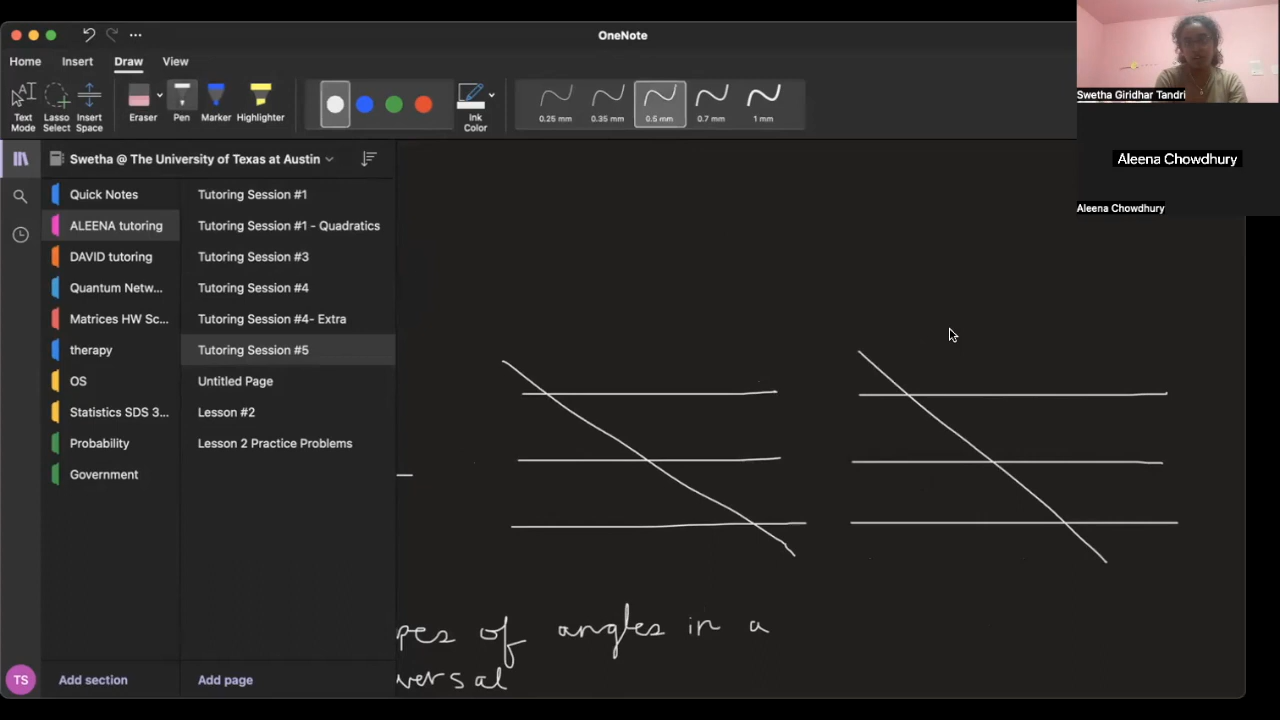 OneNote
Home Insert Draw View
Text Mode
Lasso Select
Insert Space
Eraser
Pen
Marker
Highlighter
Ink Color
0.25 mm
0.35 mm
0.5 mm
0.7 mm
1 mm
Swetha Giridhar Tandri
Aleena Chowdhury
Aleena Chowdhury
Swetha @ The University of Texas at Austin
Quick Notes
ALEENA tutoring
DAVID tutoring
Quantum Netw...
Matrices HW Sc...
therapy
OS
Statistics SDS 3...
Probability
Government
Tutoring Session #1
Tutoring Session #1 - Quadratics
Tutoring Session #3
Tutoring Session #4
Tutoring Session #4- Extra
Tutoring Session #5
Untitled Page
Lesson #2
Lesson 2 Practice Problems
pes of angles in a
versal
TS
Add section
Add page